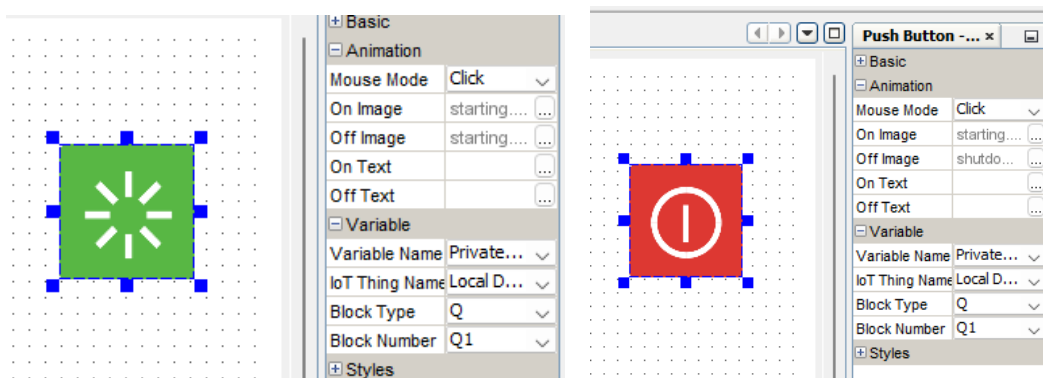 Basic
Animation
Mouse Mode Click
On Image starting.... ...
Off Image starting.... ...
On Text ...
Off Text ...
Variable
Variable Name Private...
IoT Thing Name Local D...
Block Type Q
Block Number Q1
Styles
Push Button -... ×
Basic
Animation
Mouse Mode Click
On Image starting.... ...
Off Image shutdo... ...
On Text ...
Off Text ...
Variable
Variable Name Private...
IoT Thing Name Local D...
Block Type Q
Block Number Q1
Styles